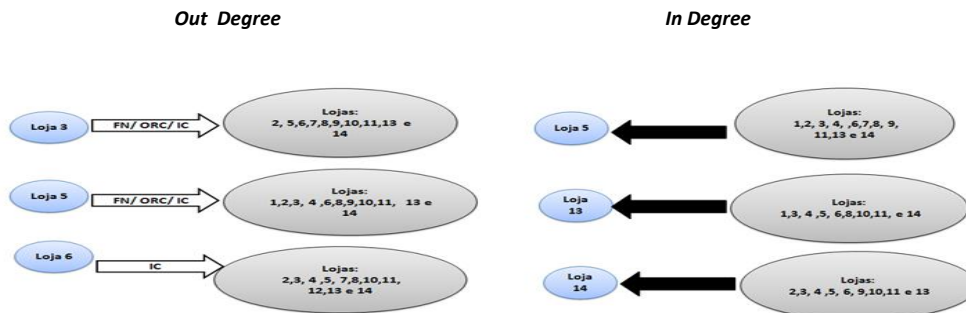 Out Degree
In Degree
Loja 3
FN/ ORC/ IC
Lojas:
2, 5,6,7,8,9,10,11,13 e
14
Loja 5
FN/ ORC/ IC
Lojas:
1,2,3, 4 ,6,8,9,10,11, 13 e
14
Loja 6
IC
Lojas:
2,3, 4 ,5, 7,8,10,11,
12,13 e 14
Loja 5
Lojas:
1,2, 3, 4, ,6,7,8, 9,
11,13 e 14
Loja
13
Lojas:
1,3, 4 ,5, 6,8,10,11, e 14
Loja
14
Lojas:
2,3, 4 ,5, 6, 9,10,11 e 13